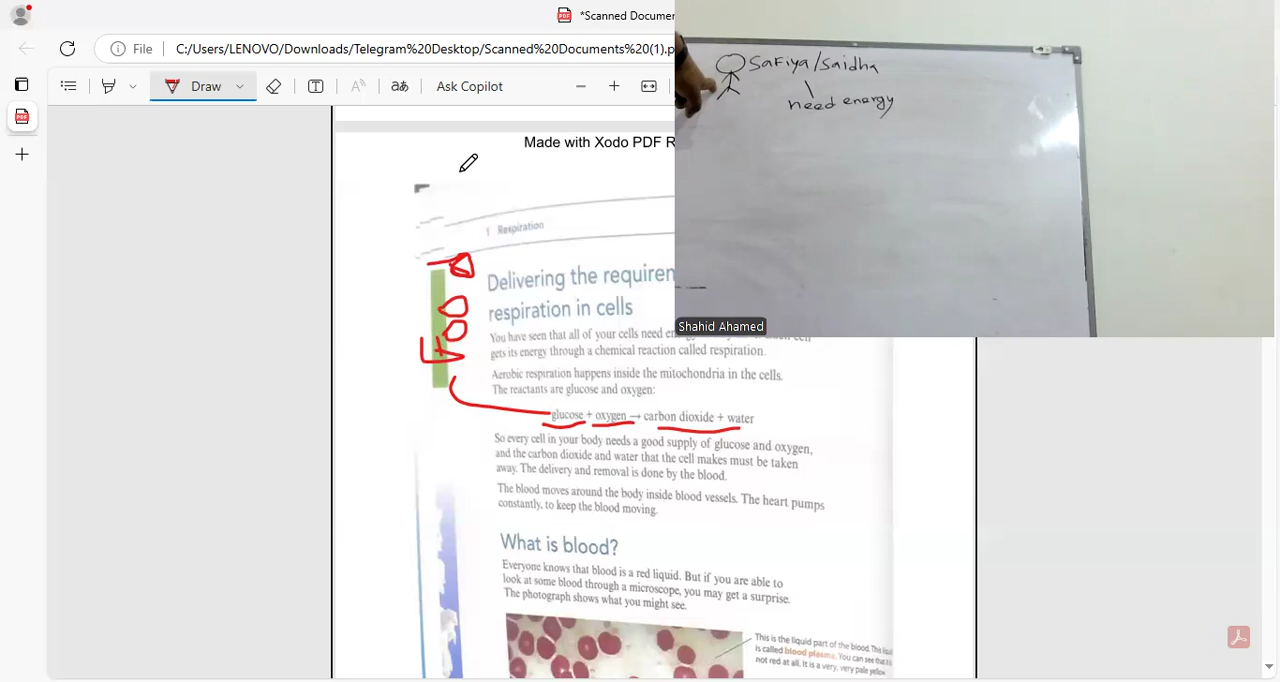 *Scanned Documen
File
C:/Users/LENOVO/Downloads/Telegram%20Desktop/Scanned%20Documents%20(1).p
Draw
aあ
Ask Copilot
Made with Xodo PDF R
1 Respiration
Delivering the requirem
respiration in cells
You have seen that all of your cells need en
cell
gets its energy through a chemical reaction called respiration.
Aerobic respiration happens inside the mitochondria in the cells.
The reactants are glucose and oxygen:
glucose + oxygen → carbon dioxide + water
So every cell in your body needs a good supply of glucose and oxygen,
and the carbon dioxide and water that the cell makes must be taken
away. The delivery and removal is done by the blood.
The blood moves around the body inside blood vessels. The heart pumps
constantly, to keep the blood moving.
What is blood?
Everyone knows that blood is a red liquid. But if you are able to
look at some blood through a microscope, you may get a surprise.
The photograph shows what you might see.
This is the liquid part of the blood. This
is called blood plasma. You can see that it is
not red at all. It is a very, very pale yellow.
Safiya/Saidha
need energy
Shahid Ahamed